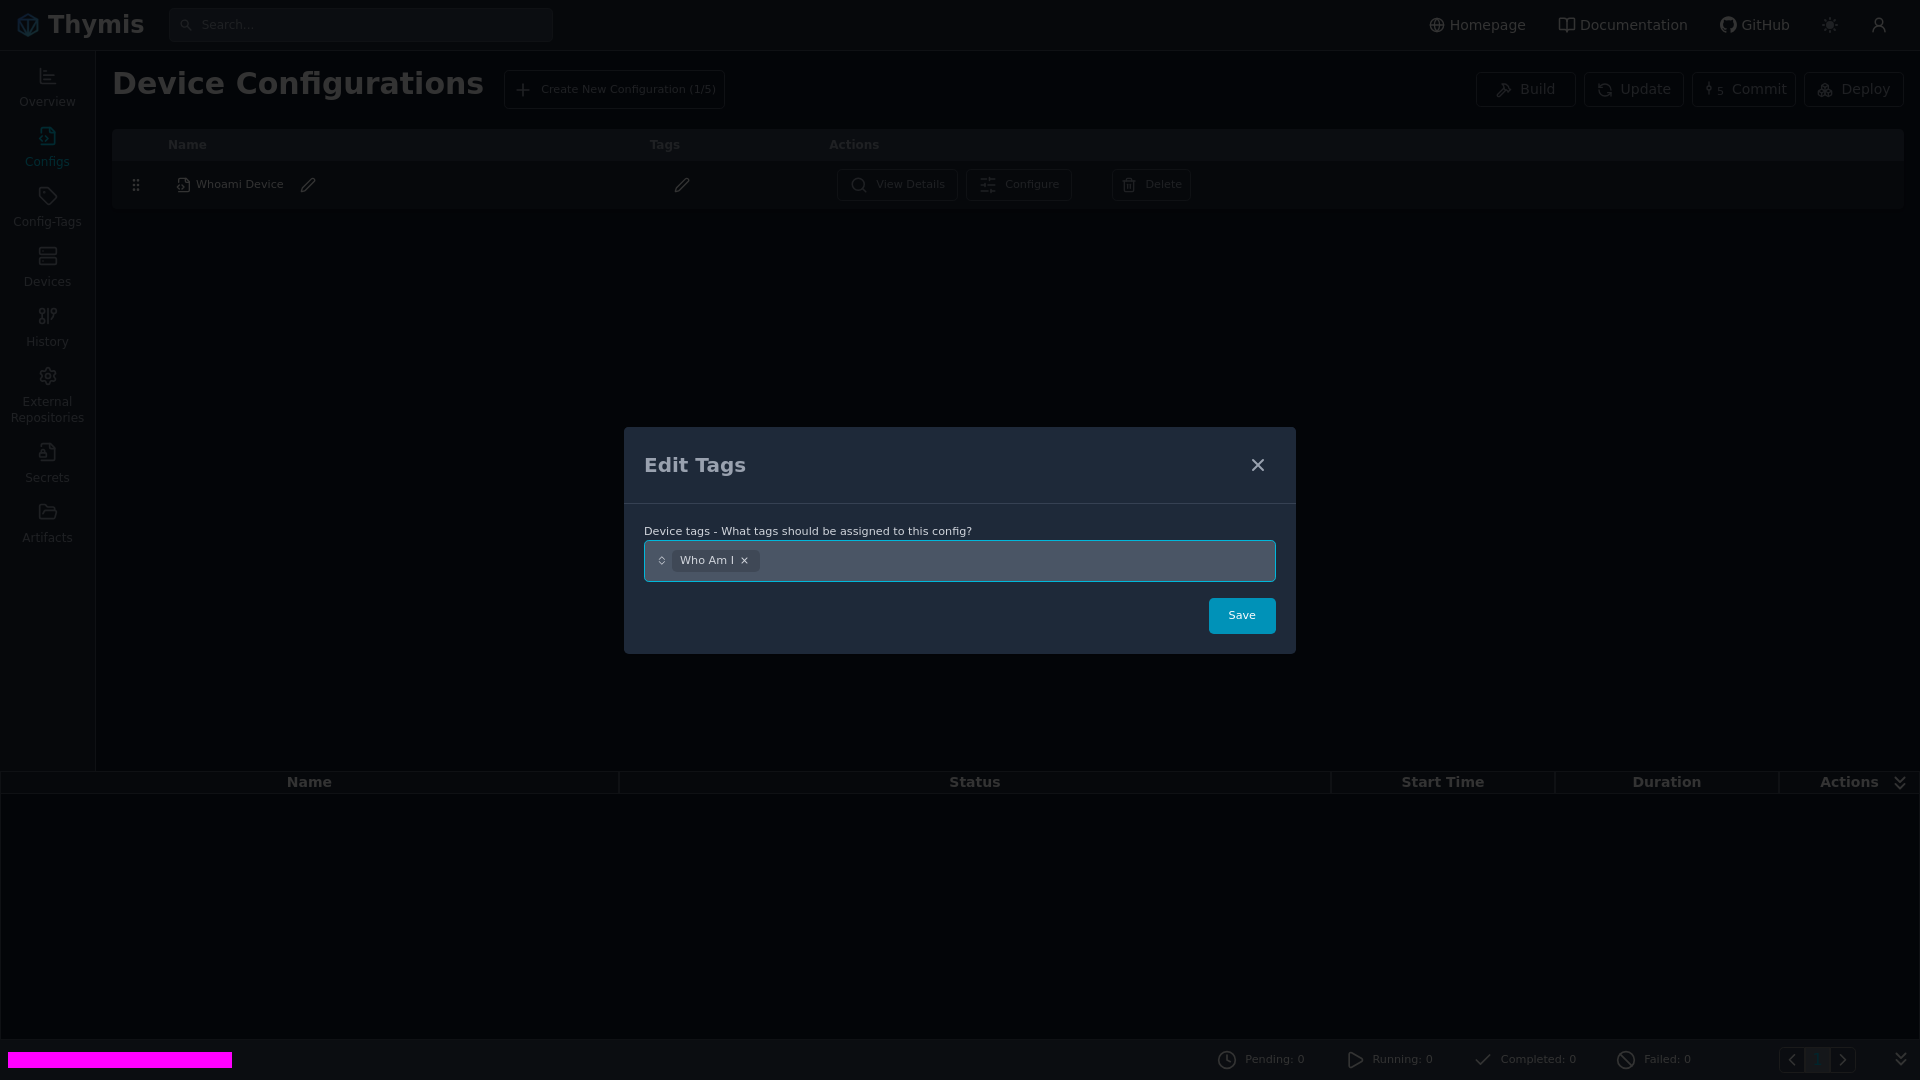 Thymis
Search...
Homepage
Documentation
GitHub
Overview
Configs
Config-Tags
Devices
History
External
Repositories
Secrets
Artifacts
Device Configurations
Create New Configuration (1/5)
Build
Update
5 Commit
Deploy
Name Tags Actions
Whoami Device
View Details
Configure
Delete
Edit Tags
Device tags - What tags should be assigned to this config?
Who Am I
Save
Name Status Start Time Duration Actions
Pending: 0
Running: 0
Completed: 0
Failed: 0